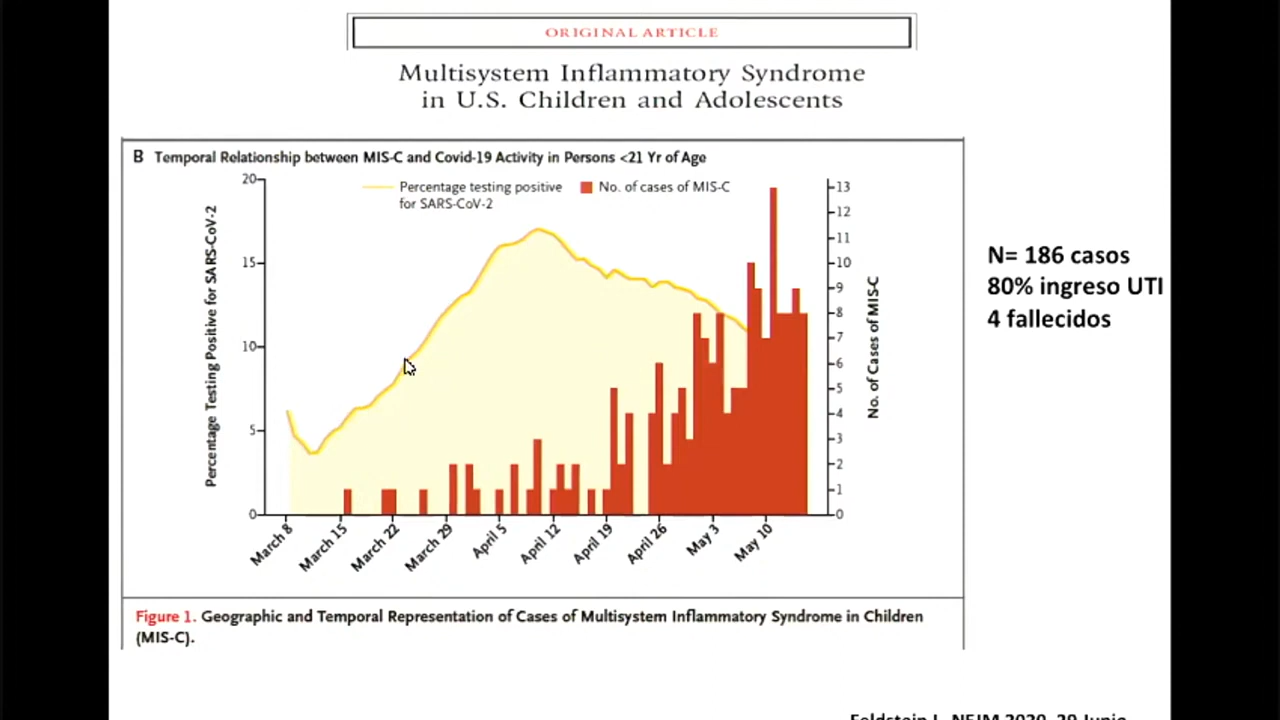 ORIGINAL ARTICLE
Multisystem Inflammatory Syndrome
in U.S. Children and Adolescents
B Temporal Relationship between MIS-C and Covid-19 Activity in Persons <21 Yr of Age
Percentage testing positive
for SARS-CoV-2
No. of cases of MIS-C
Percentage Testing Positive for SARS-CoV-2
20
15
10
5
0
13
12
11
10
9
8
7
6
5
4
3
2
1
0
No. of Cases of MIS-C
March 8
March 15
March 22
March 29
April 5
April 12
April 19
April 26
May 3
May 10
N= 186 casos
80% ingreso UTI
4 fallecidos
Figure 1. Geographic and Temporal Representation of Cases of Multisystem Inflammatory Syndrome in Children
(MIS-C).
Feldstein L, NEJM 2020, 29 Junio